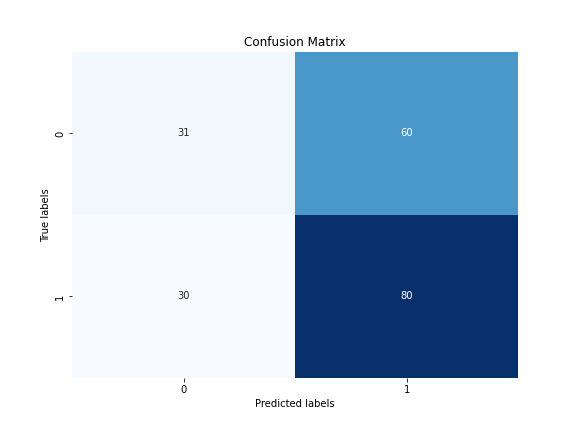 Confusion Matrix
31 60
0
True labels
30 80
1
0 1
Predicted labels